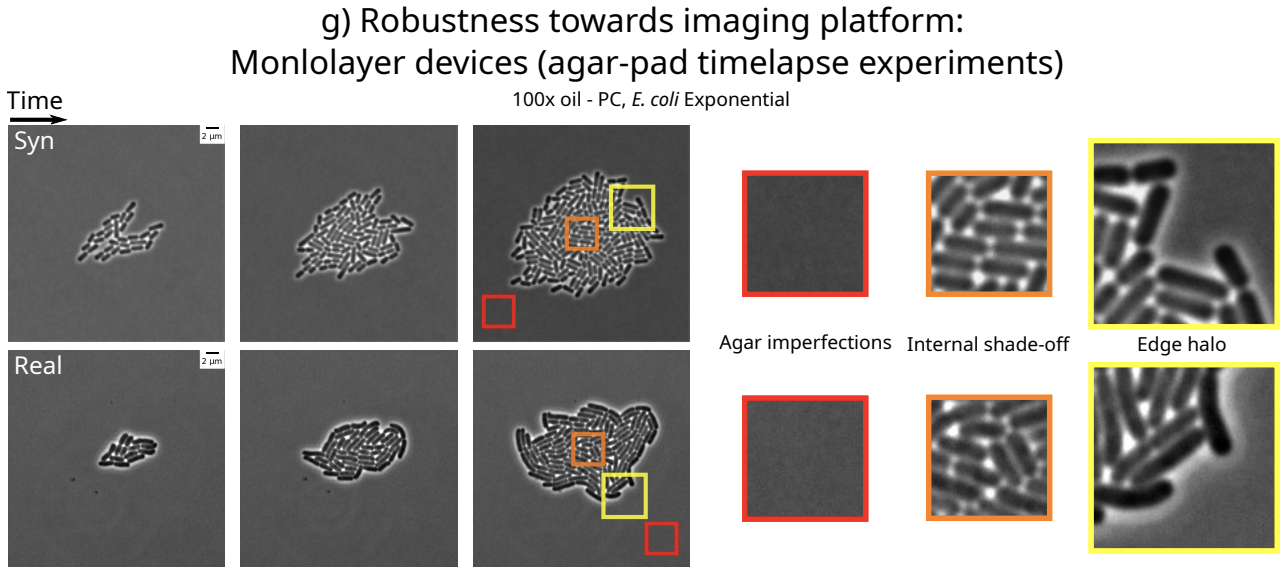 g) Robustness towards imaging platform:
Monlolayer devices (agar-pad timelapse experiments)
Time
100x oil - PC, E. coli Exponential
Syn
2 μm
Agar imperfections
Internal shade-off
Edge halo
Real
2 μm